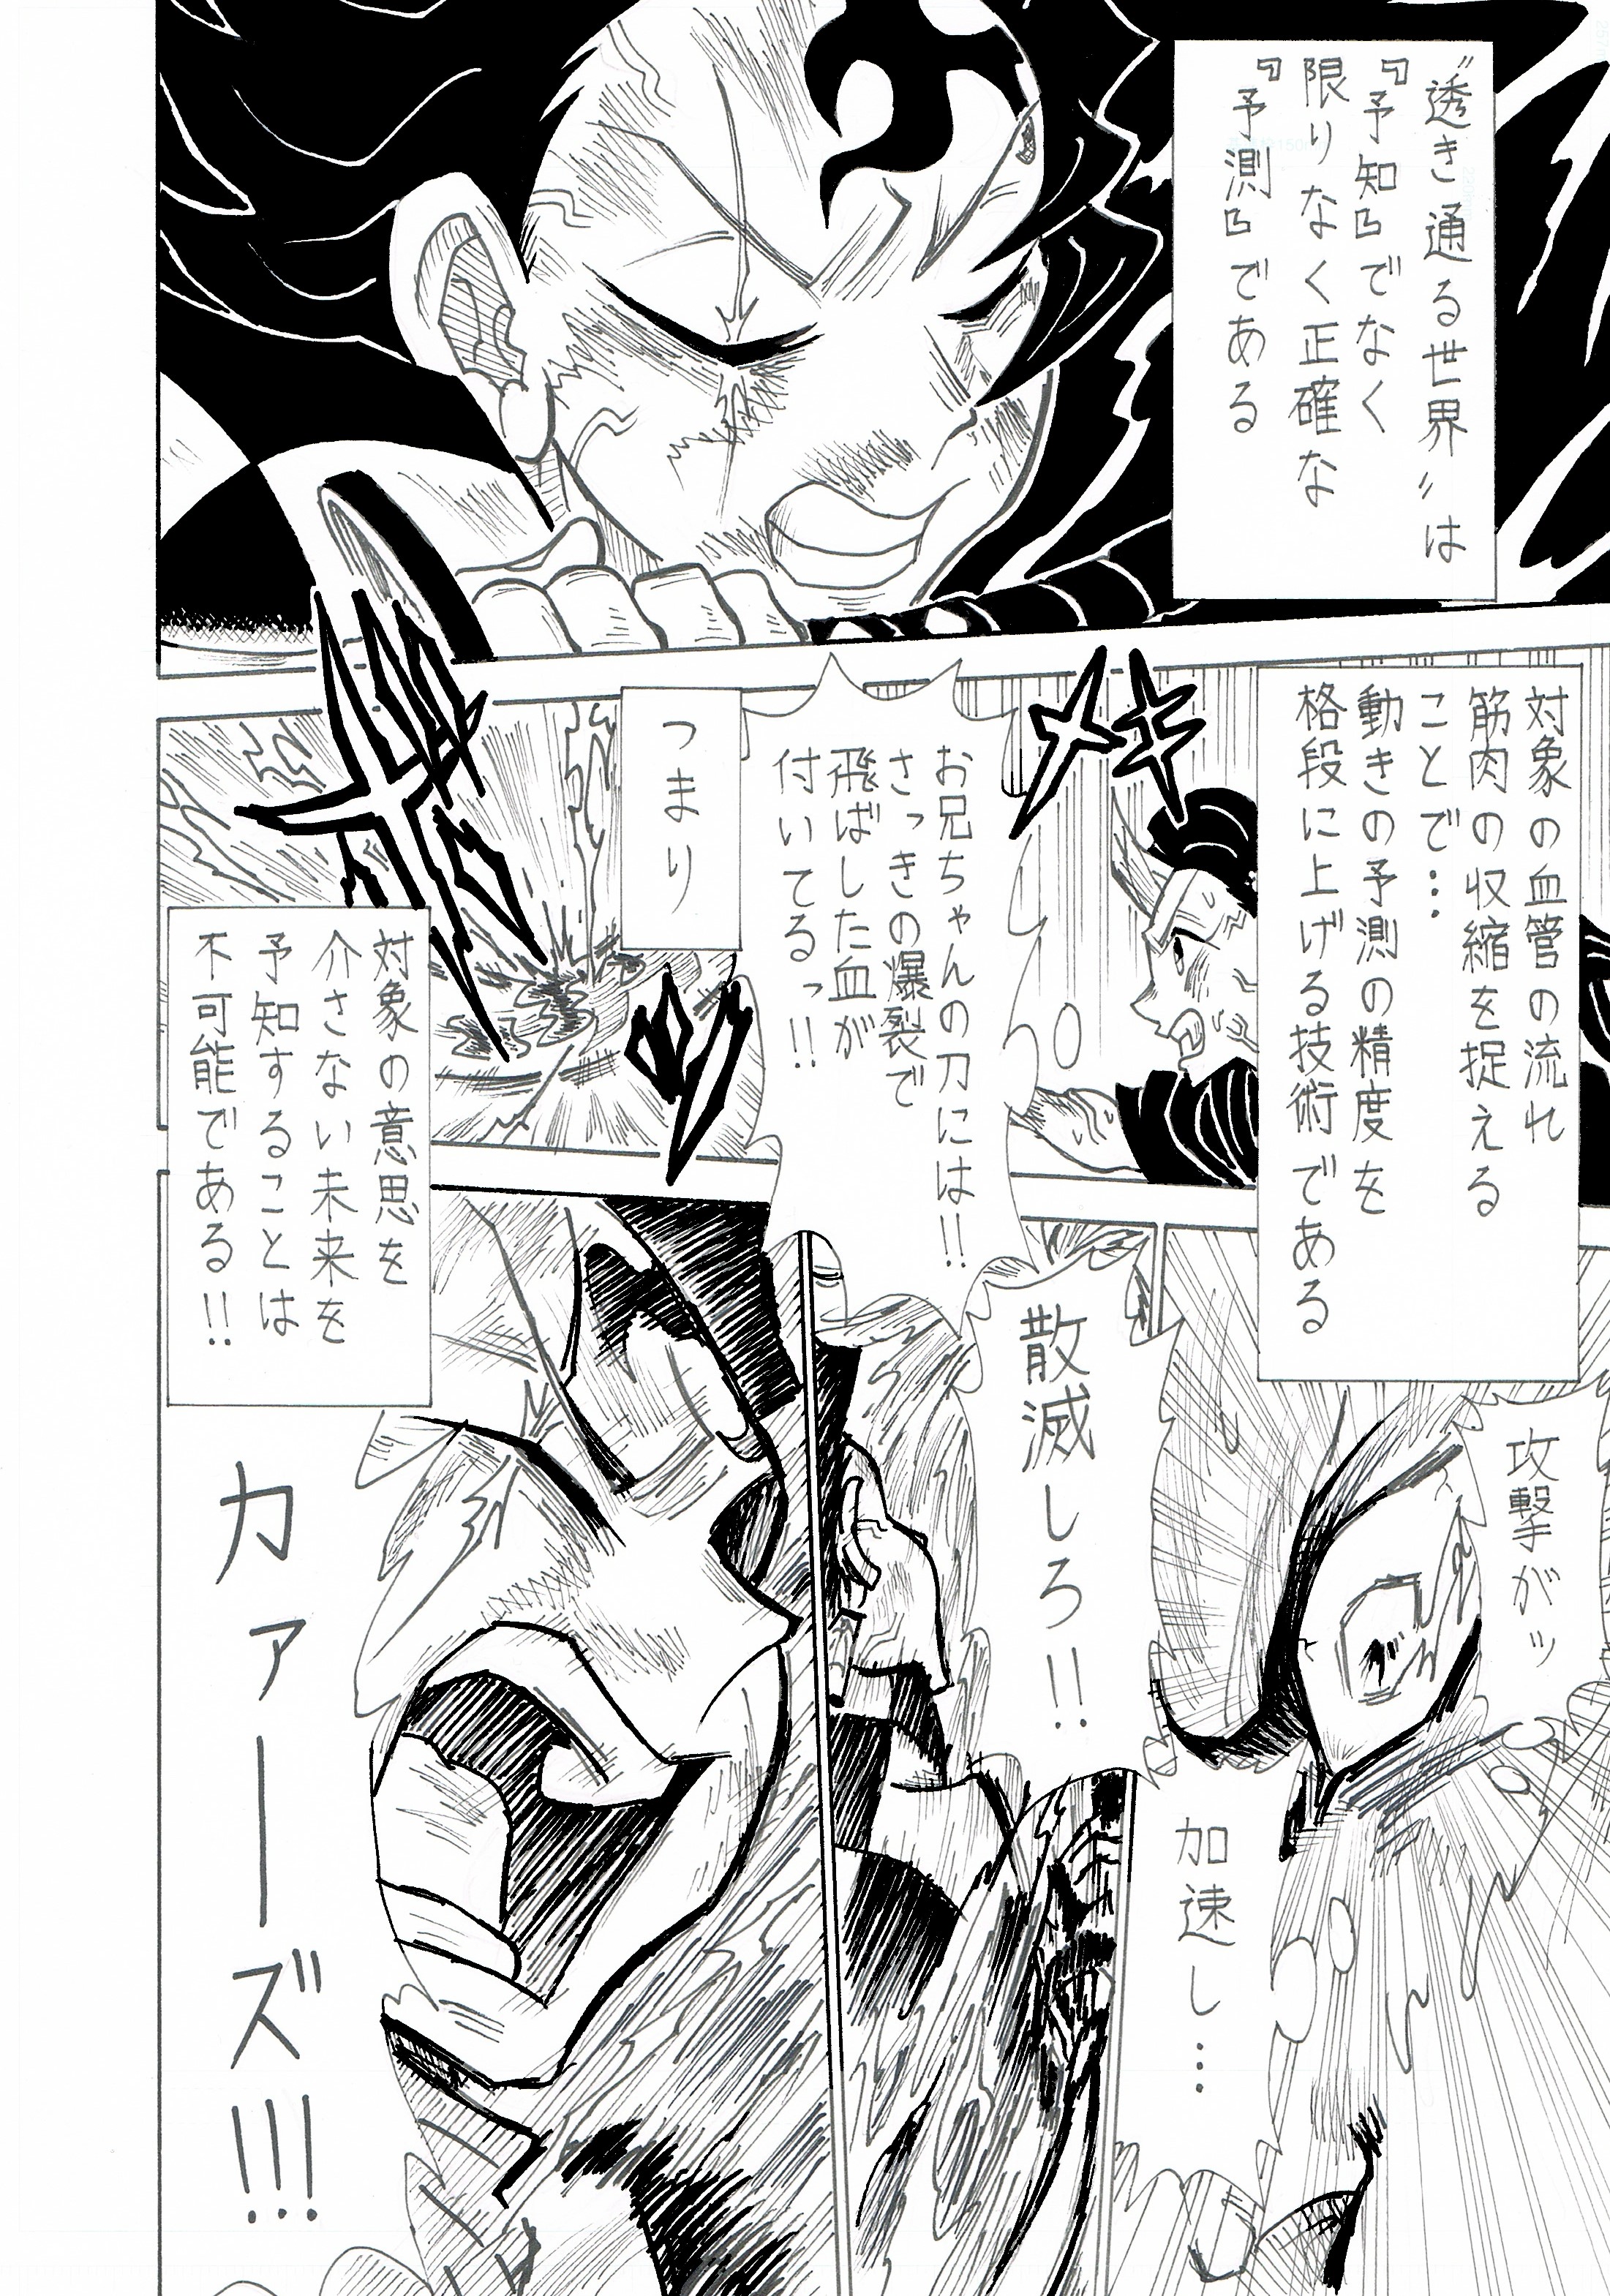 〝透き通る世界〟は
『予知』でなく
限りなく正確な
『予測』である
対象の血管の流れ
筋肉の収縮を捉える
ことで…
動きの予測の精度を
格段に上げる技術である
お兄ちゃんの刀には!!
さっきの爆裂で
飛ばした血が
付いてるっ!!
つまり
対象の意思を
介さない未来を
予知することは
不可能である!!
攻撃がッ
加速し…
散滅しろ!!
カァーーズ!!!